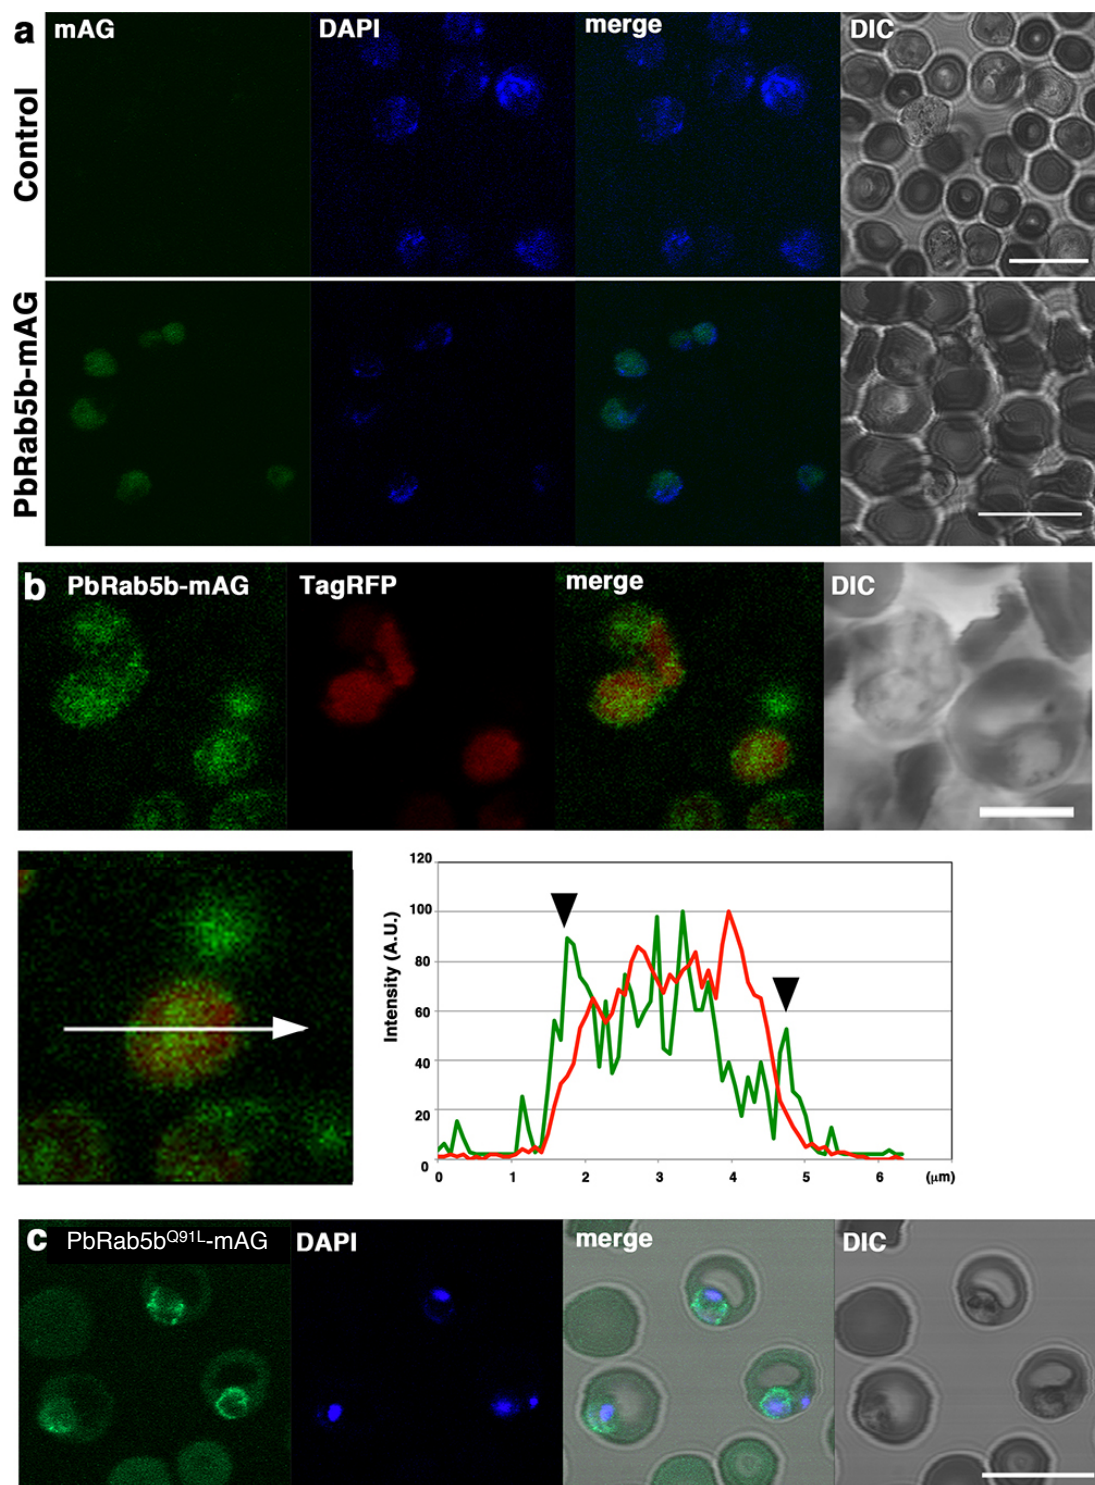 a mAG DAPI merge DIC
Control
PbRab5b-mAG
b PbRab5b-mAG TagRFP merge DIC
Intensity (A.U.)
120
100
80
60
40
20
0
0 1 2 3 4 5 6 (μm)
c PbRab5bQ91L-mAG DAPI merge DIC